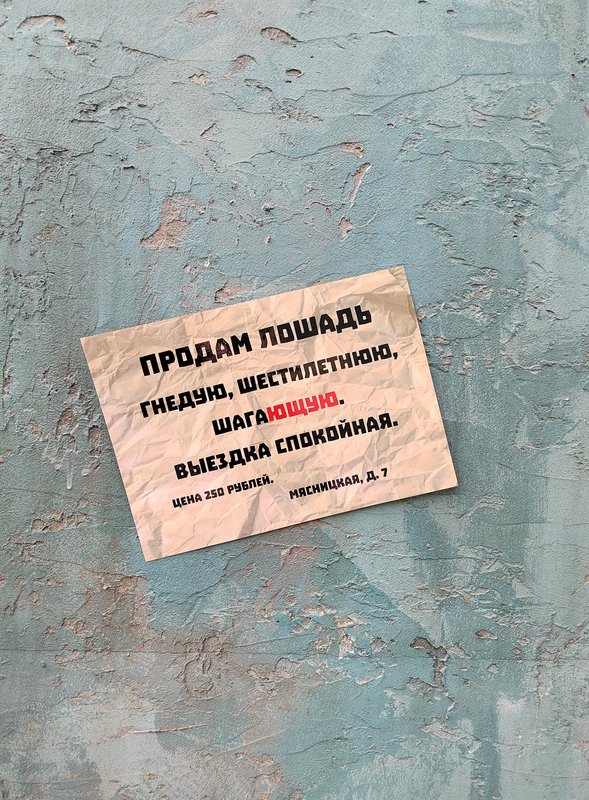 ПРОДАМ ЛОШАДЬ
ГНЕДУЮ, ШЕСТИЛЕТНЮЮ,
ШАГАЮЩУЮ.
ВЫЕЗДКА СПОКОЙНАЯ.
ЦЕНА 250 РУБЛЕЙ. МЯСНИЦКАЯ, Д. 7